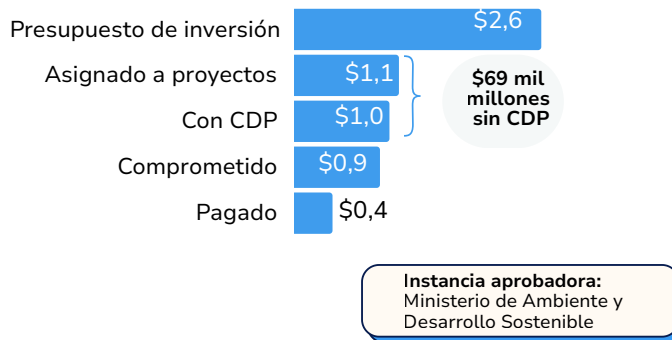 Presupuesto de inversión $2,6
Asignado a proyectos $1,1
Con CDP $1,0
Comprometido $0,9
Pagado $0,4
$69 mil
millones
sin CDP
Instancia aprobadora:
Ministerio de Ambiente y
Desarrollo Sostenible